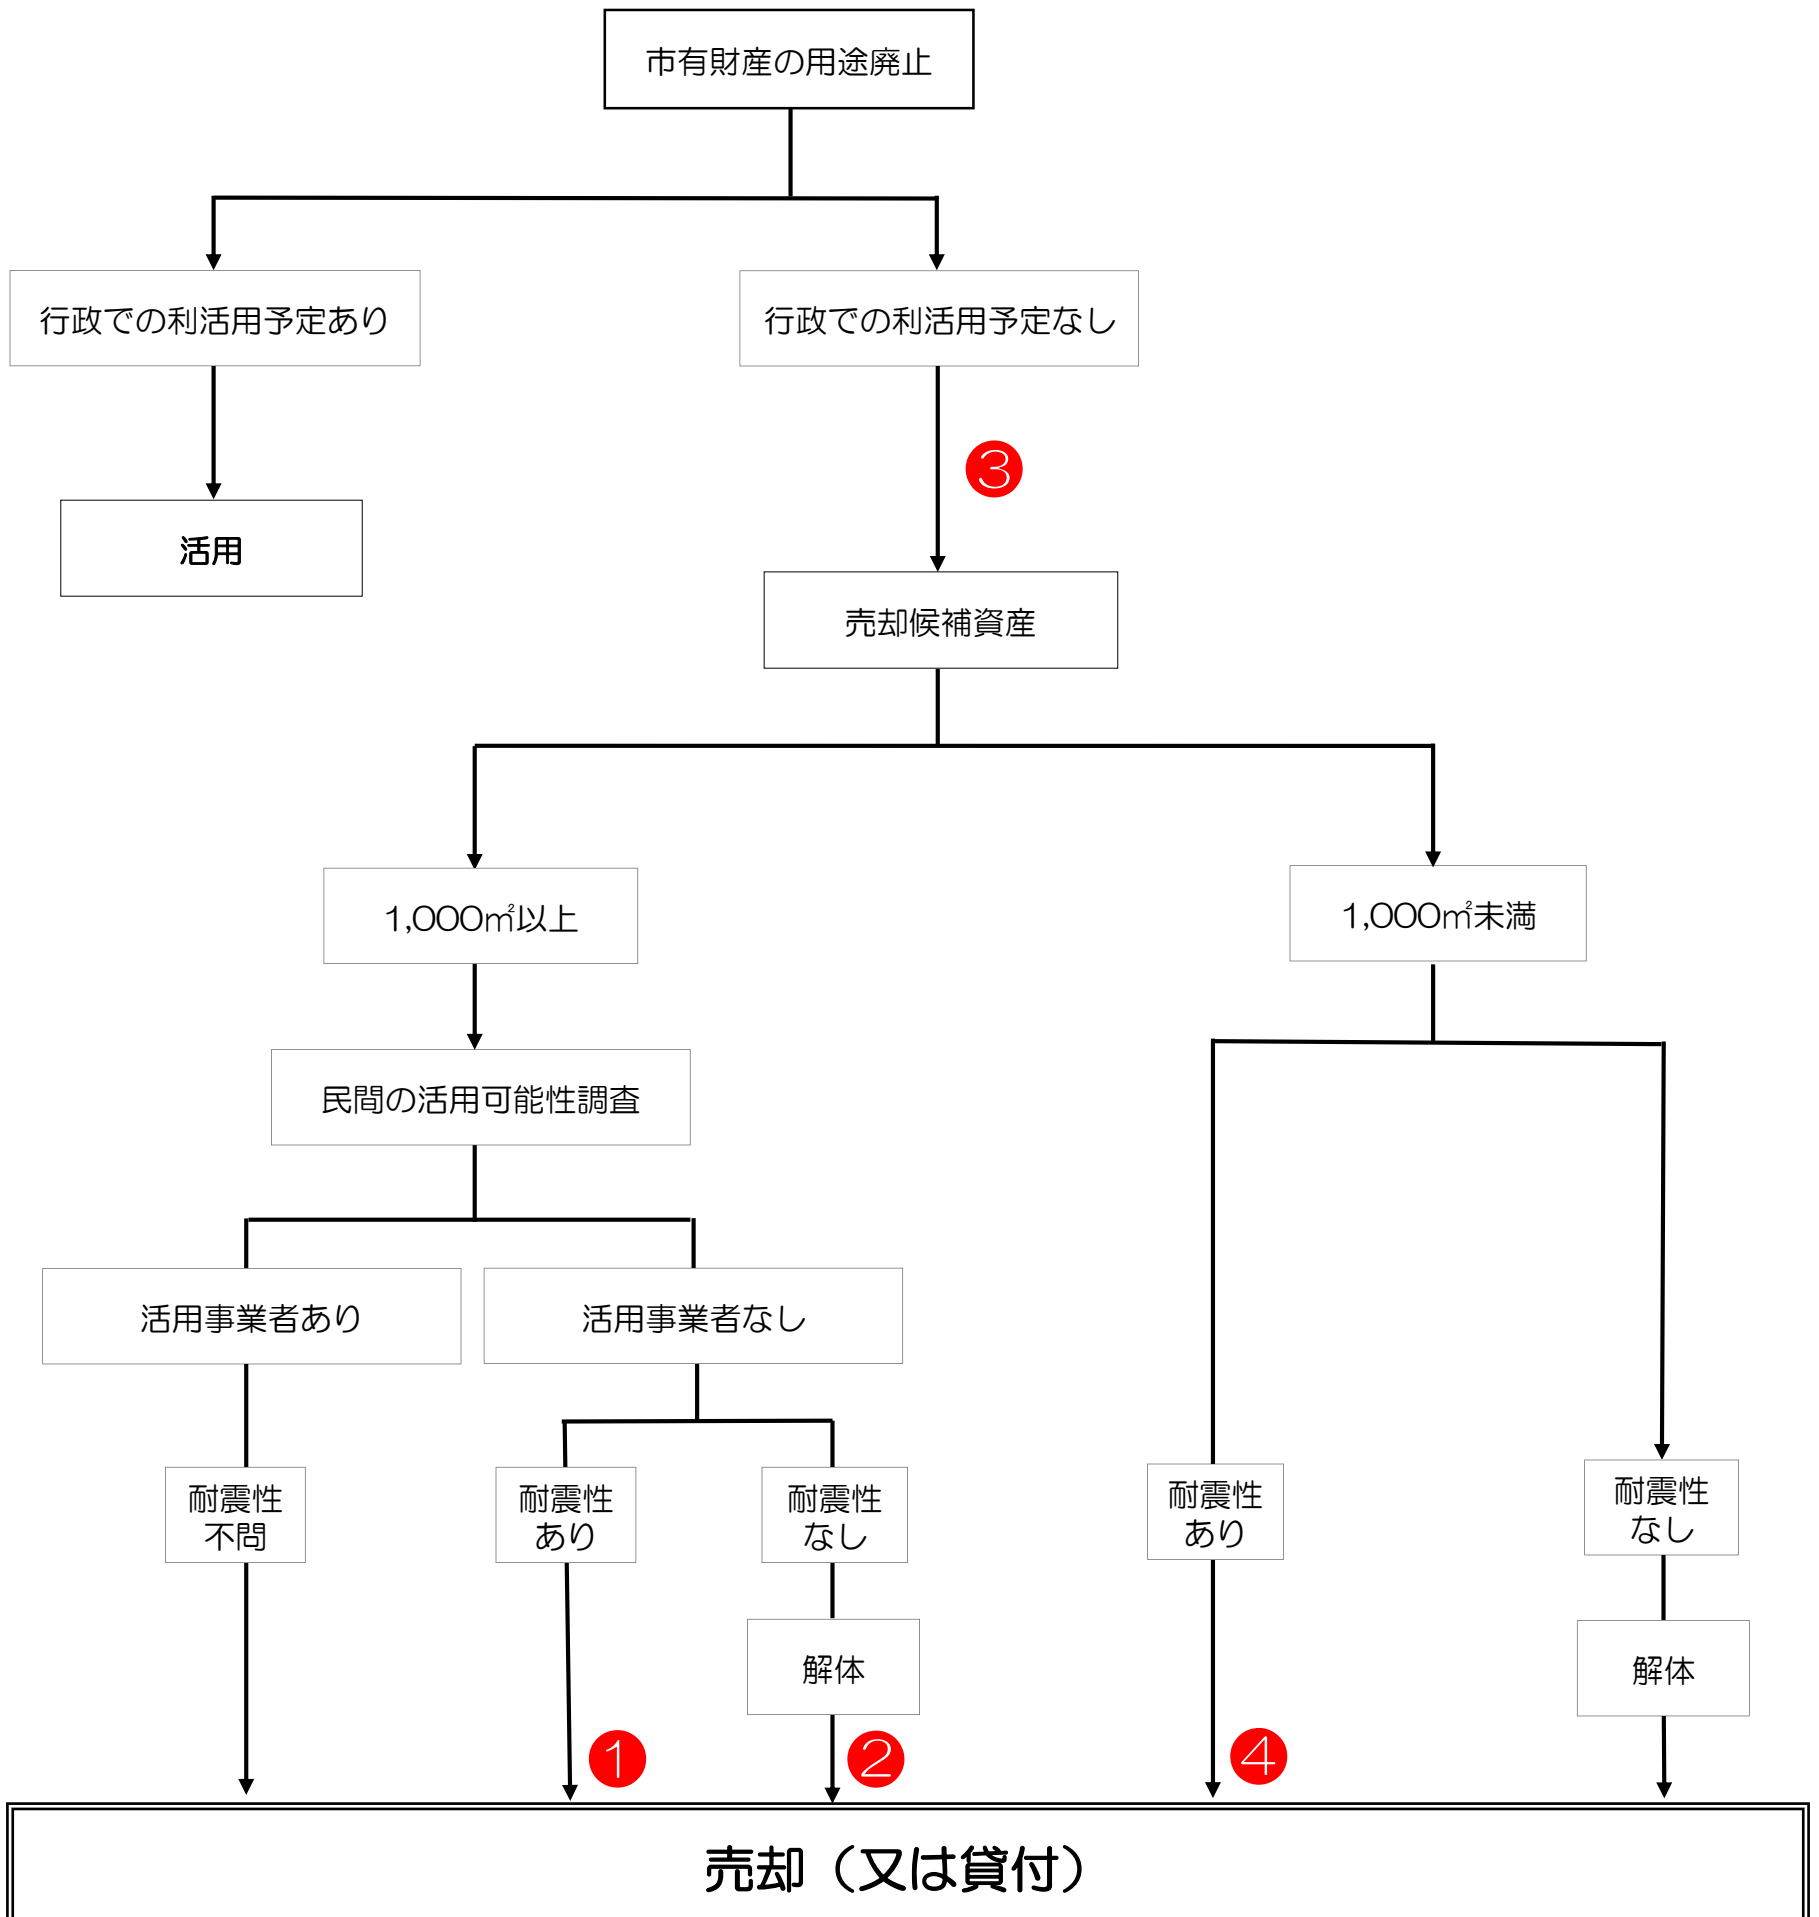 市有財産の用途廃止
行政での利活用予定あり
行政での利活用予定なし
3
活用
売却候補資産
1,000㎡以上
1,000㎡未満
民間の活用可能性調査
活用事業者あり
活用事業者なし
耐震性
不問
耐震性
あり
耐震性
なし
耐震性
あり
耐震性
なし
解体
解体
1
2
4
売却（又は貸付）